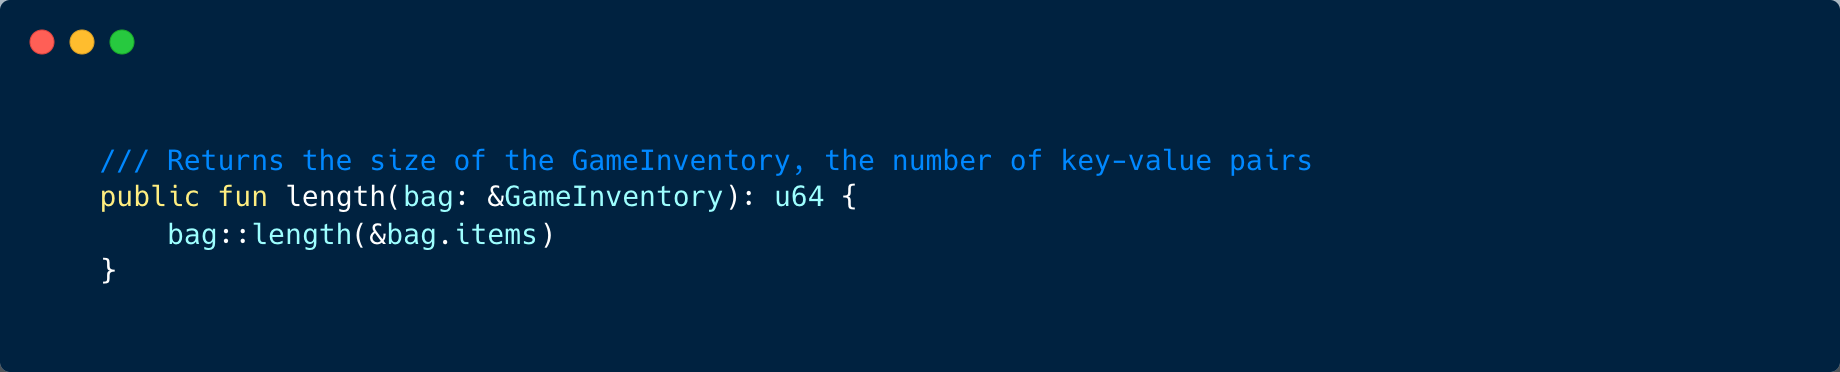 /// Returns the size of the GameInventory, the number of key-value pairs
public fun length(bag: &GameInventory): u64 {
    bag::length(&bag.items)
}